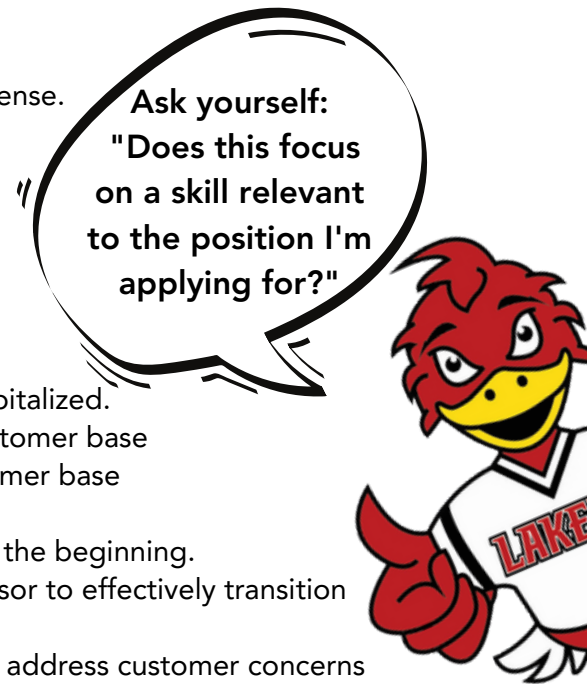 ense.
Ask yourself:
"Does this focus
on a skill relevant
to the position I'm
applying for?"
pitalized.
tomer base
mer base
the beginning.
sor to effectively transition
address customer concerns
LAKE